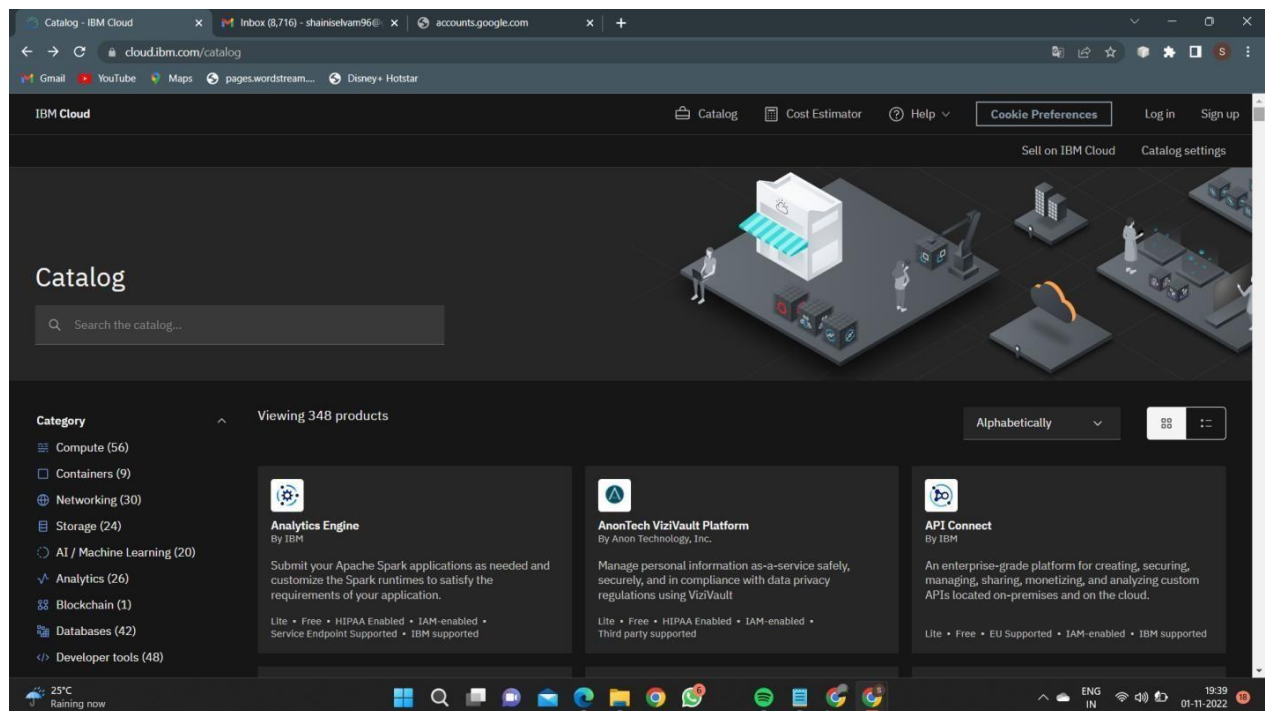 Catalog - IBM Cloud
Inbox (8,716) - shainiselvam96@
accounts.google.com
cloud.ibm.com/catalog
S
Gmail YouTube Maps pages.wordstream.... Disney+ Hotstar
IBM Cloud Catalog Cost Estimator Help Cookie Preferences Log in Sign up
Sell on IBM Cloud Catalog settings
Catalog
Search the catalog...
Category
Compute (56)
Containers (9)
Networking (30)
Storage (24)
AI / Machine Learning (20)
Analytics (26)
Blockchain (1)
Databases (42)
Developer tools (48)
Viewing 348 products
Alphabetically
Analytics Engine
By IBM
Submit your Apache Spark applications as needed and
customize the Spark runtimes to satisfy the
requirements of your application.
Lite • Free • HIPAA Enabled • IAM-enabled •
Service Endpoint Supported • IBM supported
AnonTech ViziVault Platform
By Anon Technology, Inc.
Manage personal information as-a-service safely,
securely, and in compliance with data privacy
regulations using ViziVault
Lite • Free • HIPAA Enabled • IAM-enabled •
Third party supported
API Connect
By IBM
An enterprise-grade platform for creating, securing,
managing, sharing, monetizing, and analyzing custom
APIs located on-premises and on the cloud.
Lite • Free • EU Supported • IAM-enabled • IBM supported
25°C
Raining now
ENG
IN
19:39
01-11-2022
18